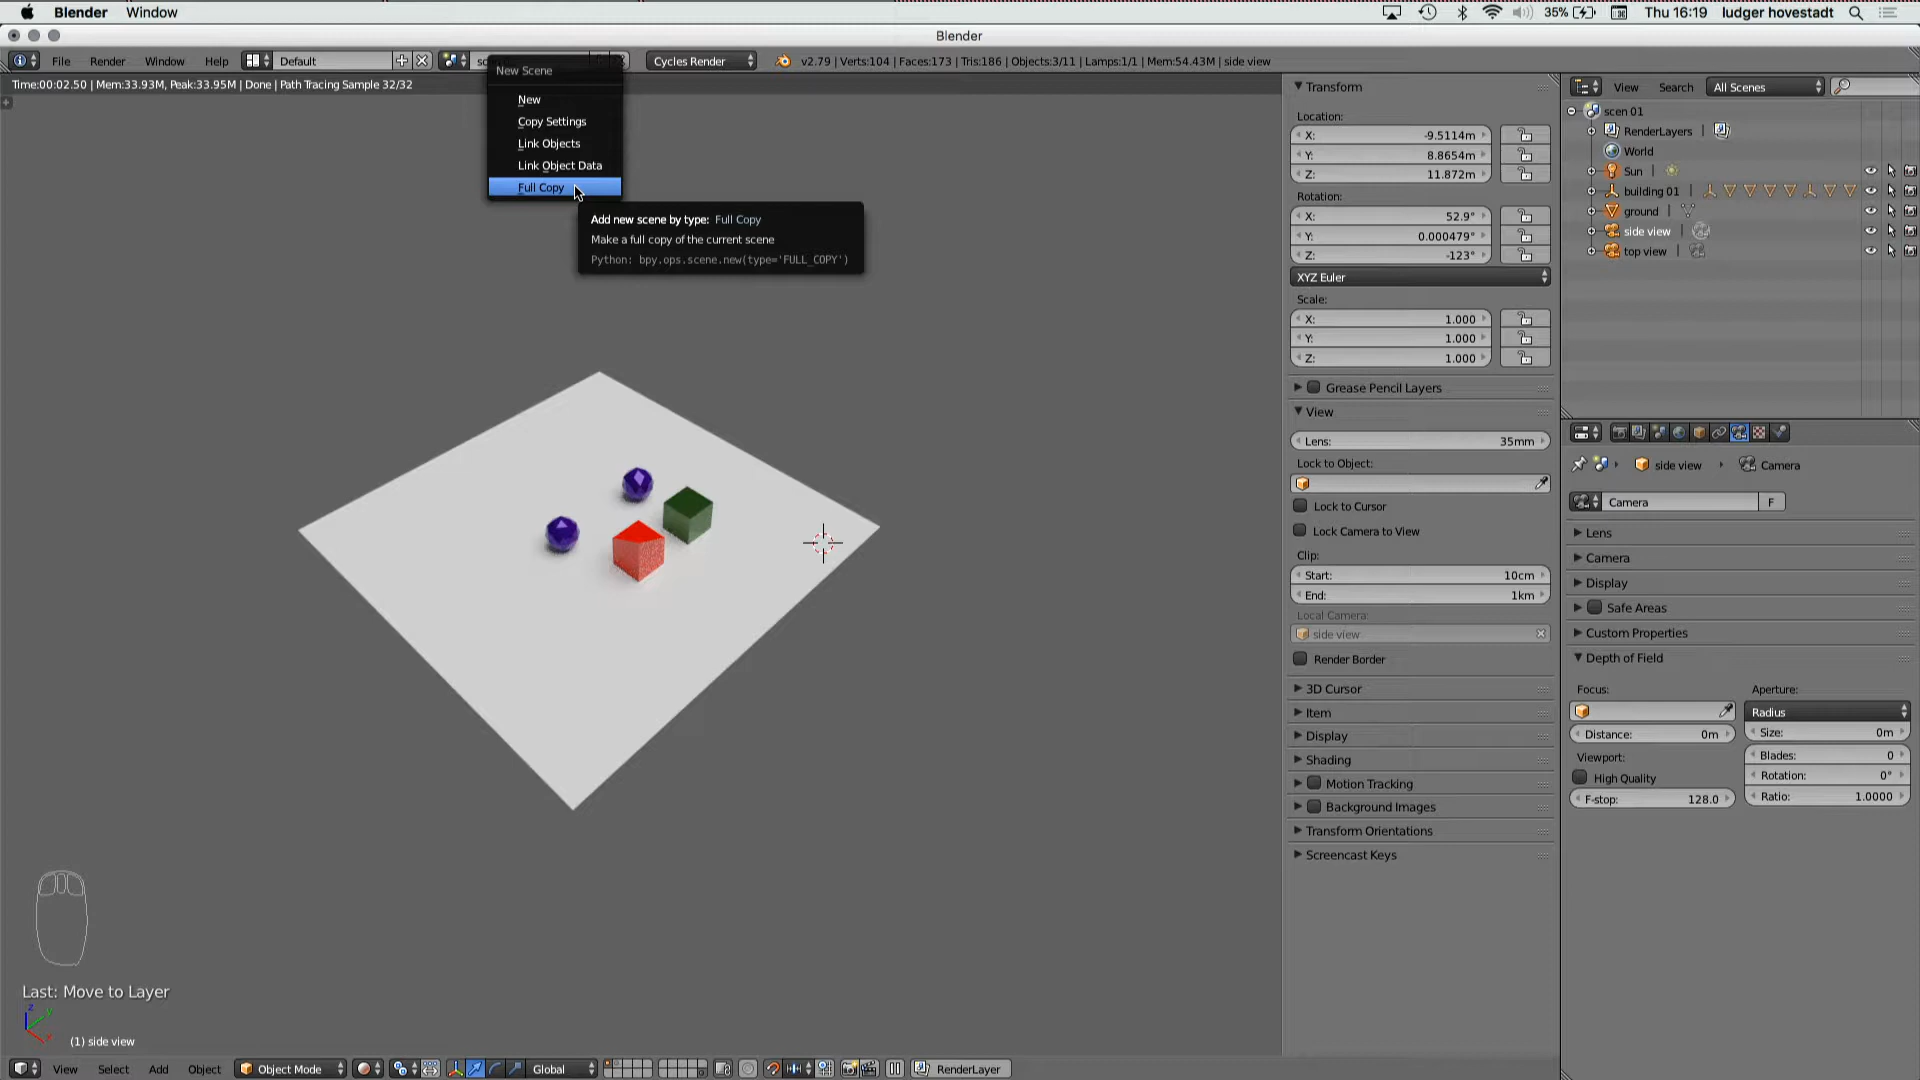 Blender Window
35% Thu 16:19 ludger hovestadt
Blender
File Render Window Help Default Cycles Render v2.79 | Verts:104 | Faces:173 | Tris:186 | Objects:3/11 | Lamps:1/1 | Mem:54.43M | side view
Time:00:02.50 | Mem:33.93M, Peak:33.95M | Done | Path Tracing Sample 32/32
New Scene
New
Copy Settings
Link Objects
Link Object Data
Full Copy
Add new scene by type: Full Copy
Make a full copy of the current scene
Python: bpy.ops.scene.new(type='FULL_COPY')
Last: Move to Layer
z
y
x
(1) side view
View Select Add Object Object Mode Global RenderLayer
Transform
Location:
X: -9.5114m
Y: 8.8654m
Z: 11.872m
Rotation:
X: 52.9°
Y: 0.000479°
Z: -123°
XYZ Euler
Scale:
X: 1.000
Y: 1.000
Z: 1.000
Grease Pencil Layers
View
Lens: 35mm
Lock to Object:
Lock to Cursor
Lock Camera to View
Clip:
Start: 10cm
End: 1km
Local Camera:
side view
Render Border
3D Cursor
Item
Display
Shading
Motion Tracking
Background Images
Transform Orientations
Screencast Keys
View Search All Scenes
scen 01
RenderLayers
World
Sun
building 01
ground
side view
top view
side view Camera
Camera F
Lens
Camera
Display
Safe Areas
Custom Properties
Depth of Field
Focus:
Distance: 0m
Viewport:
High Quality
F-stop: 128.0
Aperture:
Radius
Size: 0m
Blades: 0
Rotation: 0°
Ratio: 1.0000